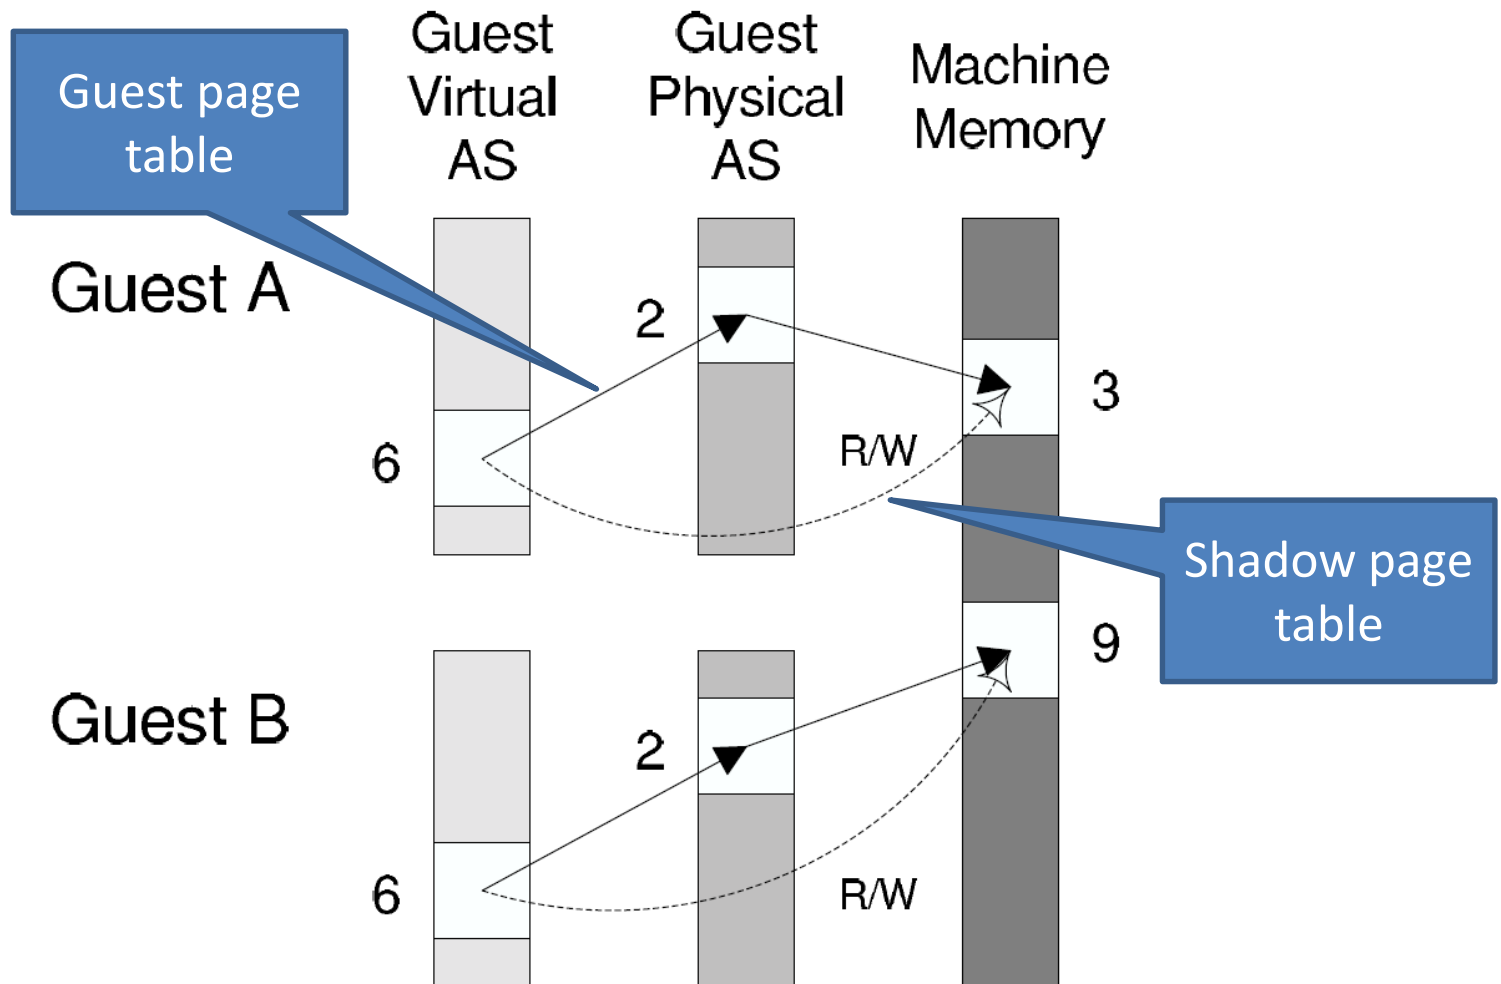 Guest page
table
Guest
Virtual
AS
Guest
Physical
AS
Machine
Memory
Guest A
2
3
6
R/W
Shadow page
table
9
Guest B
2
6
R/W